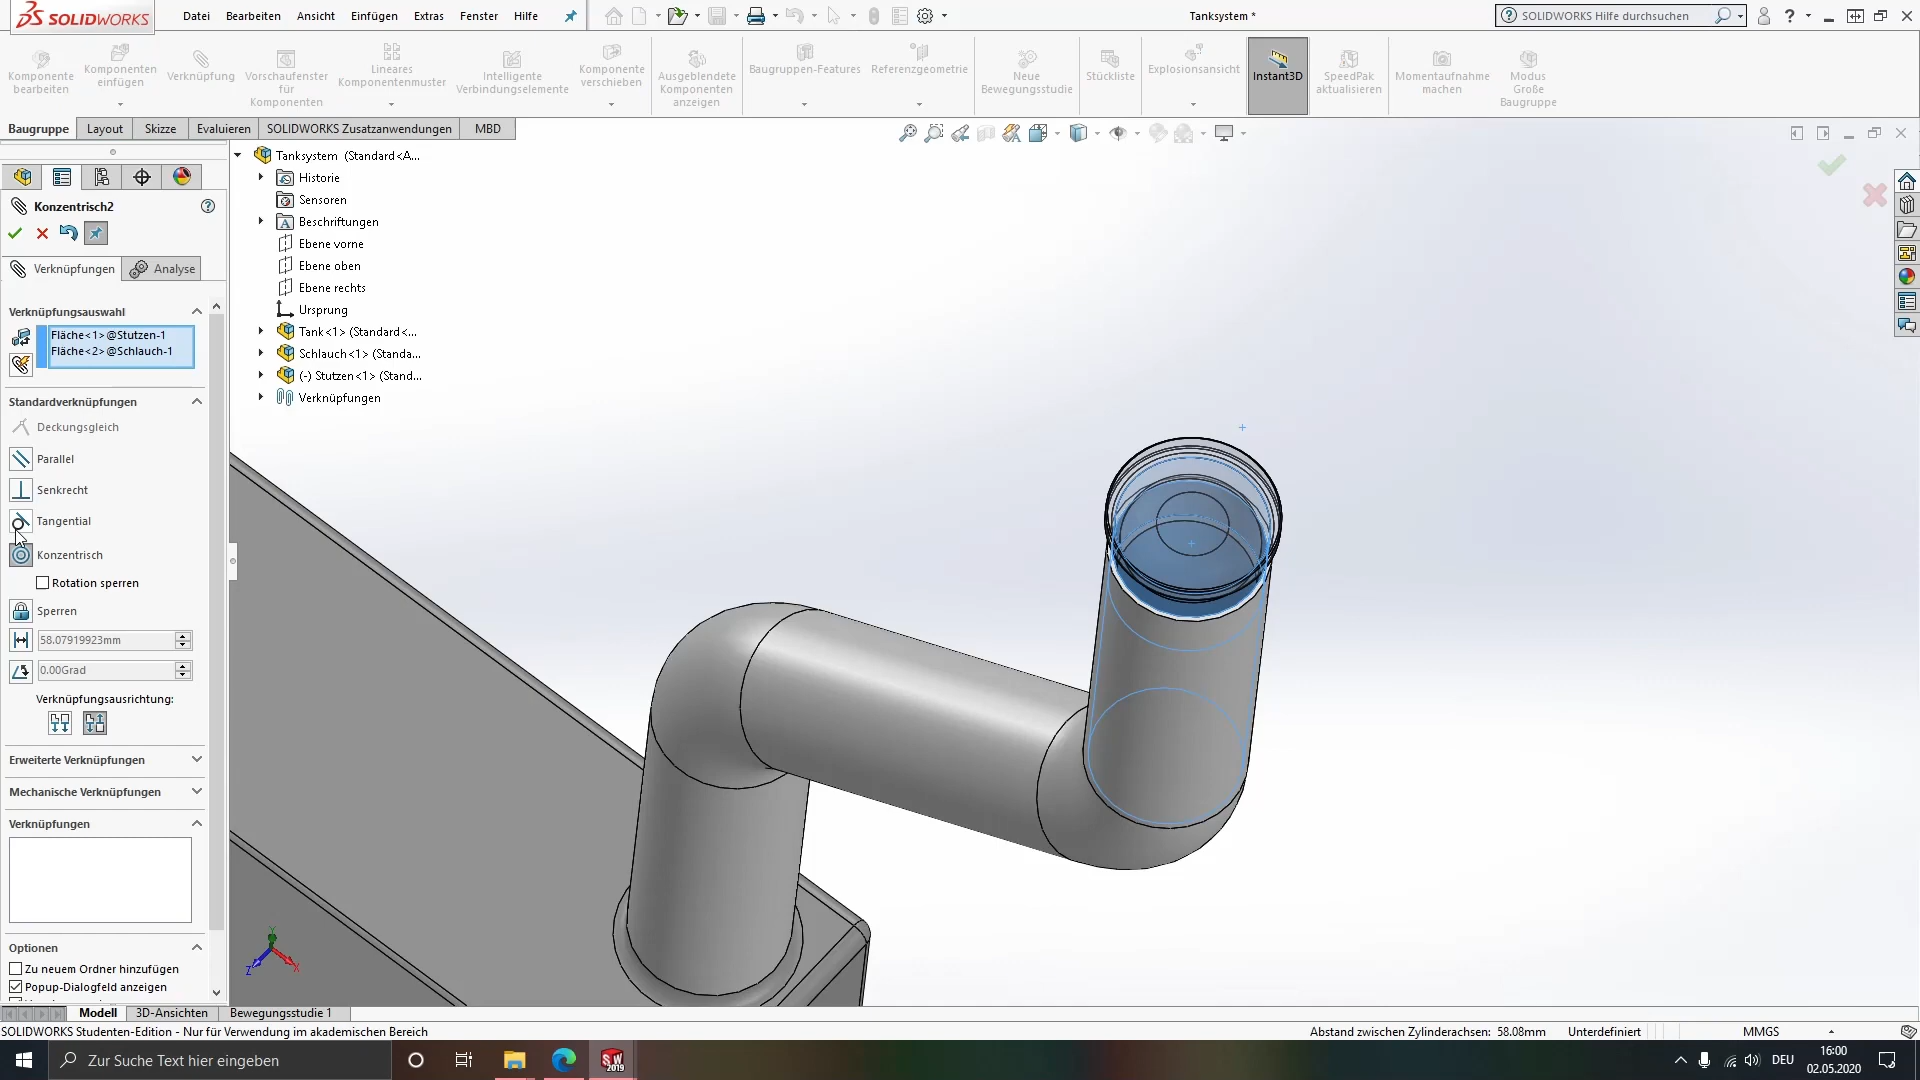 SOLIDWORKS
Datei Bearbeiten Ansicht Einfügen Extras Fenster Hilfe
Tanksystem *
SOLIDWORKS Hilfe durchsuchen
Komponente bearbeiten
Komponenten einfügen
Verknüpfung
Vorschaufenster für Komponenten
Lineares Komponentenmuster
Intelligente Verbindungselemente
Komponente verschieben
Ausgeblendete Komponenten anzeigen
Baugruppen-Features
Referenzgeometrie
Neue Bewegungsstudie
Stückliste
Explosionsansicht
Instant3D
SpeedPak aktualisieren
Momentaufnahme machen
Modus Große Baugruppe
Baugruppe Layout Skizze Evaluieren SOLIDWORKS Zusatzanwendungen MBD
Konzentrisch2
Verknüpfungen Analyse
Verknüpfungsauswahl
Fläche<1>@Stutzen-1
Fläche<2>@Schlauch-1
Standardverknüpfungen
Deckungsgleich
Parallel
Senkrecht
Tangential
Konzentrisch
Rotation sperren
Sperren
58.07919923mm
0.00Grad
Verknüpfungsausrichtung:
Erweiterte Verknüpfungen
Mechanische Verknüpfungen
Verknüpfungen
Optionen
Zu neuem Ordner hinzufügen
Popup-Dialogfeld anzeigen
Tanksystem (Standard<A...
Historie
Sensoren
Beschriftungen
Ebene vorne
Ebene oben
Ebene rechts
Ursprung
Tank<1> (Standard<...
Schlauch<1> (Standa...
(-) Stutzen<1> (Stand...
Verknüpfungen
Y
Z
X
Modell 3D-Ansichten Bewegungsstudie 1
SOLIDWORKS Studenten-Edition - Nur für Verwendung im akademischen Bereich
Abstand zwischen Zylinderachsen: 58.08mm Unterdefiniert MMGS
Zur Suche Text hier eingeben
SW 2019
DEU
16:00
02.05.2020